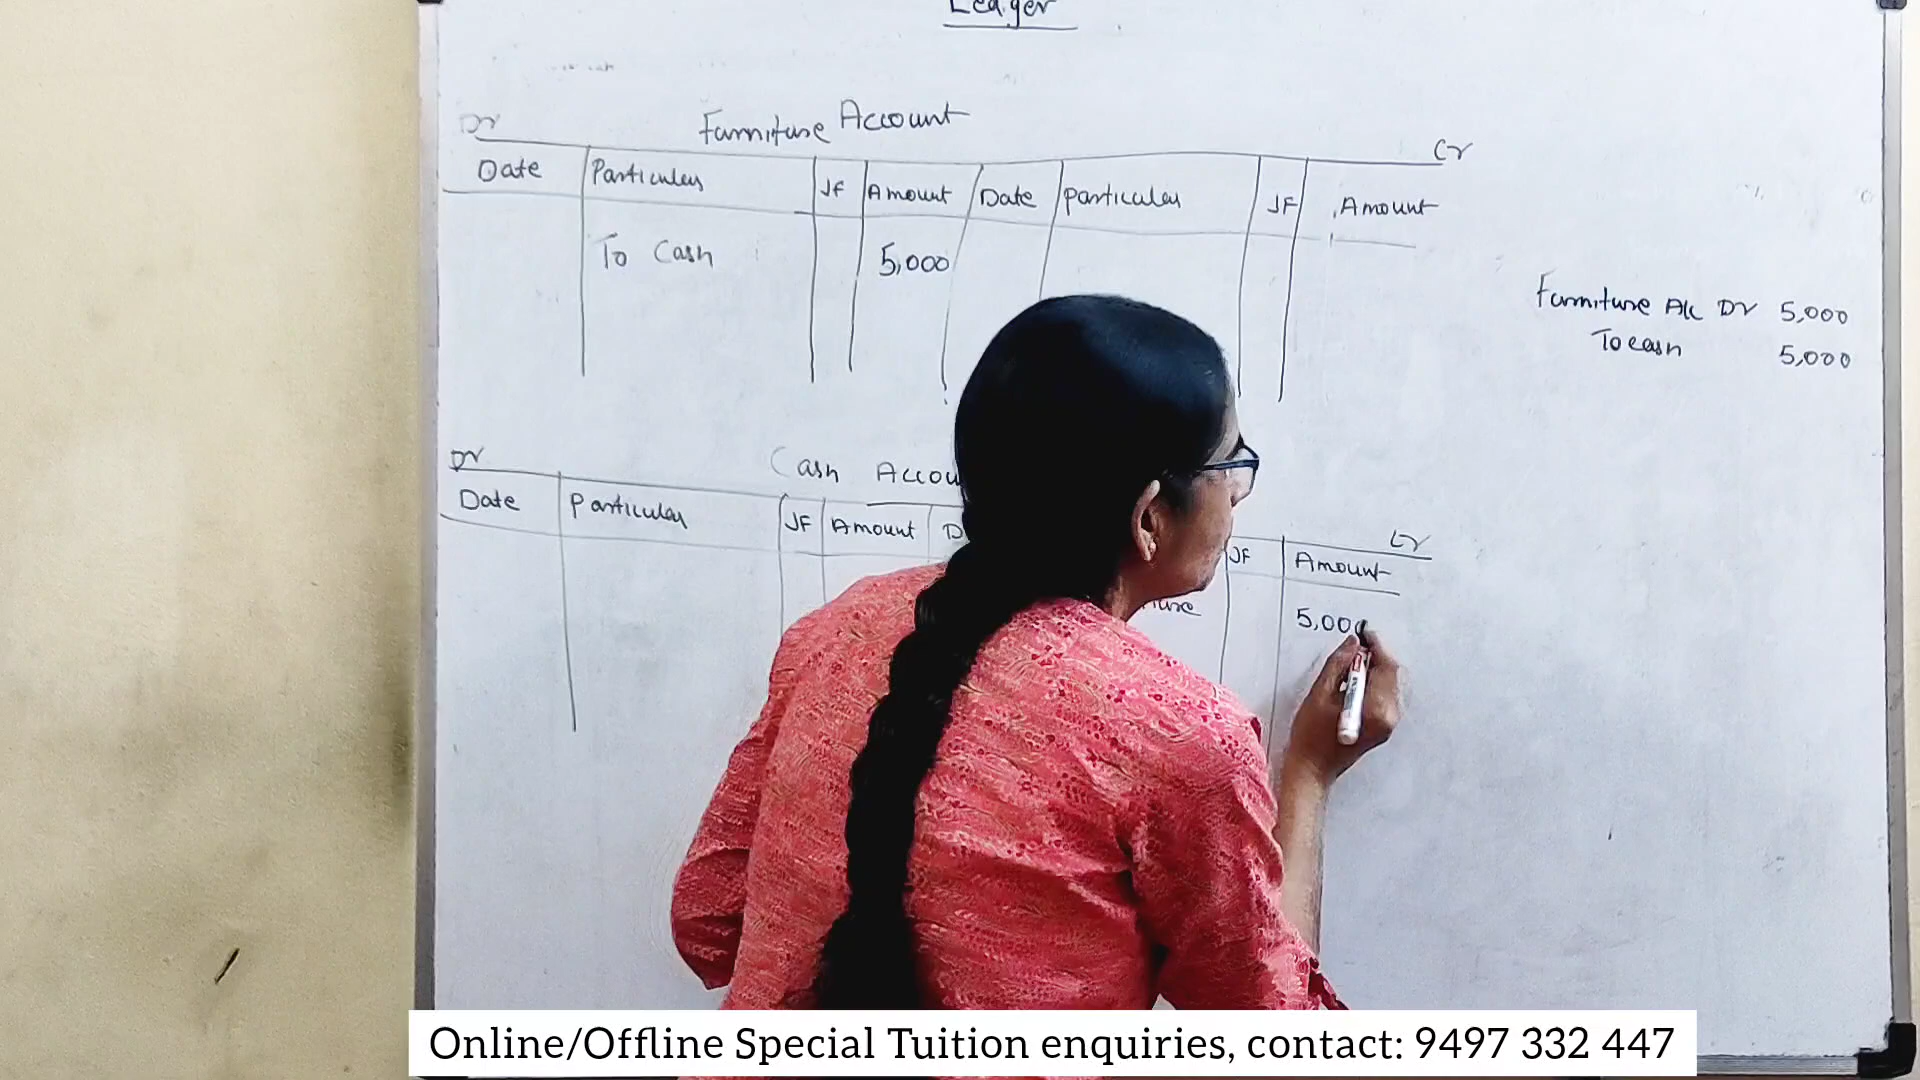 Ledger
Dr Furniture Account Cr
Date Particulars JF Amount Date Particular JF Amount
To Cash 5,000
Furniture A/c Dr 5,000
To cash 5,000
Dr Cash Accou
Cr
Date Particular JF Amount D JF Amount
ture 5,000
Online/Offline Special Tuition enquiries, contact: 9497 332 447